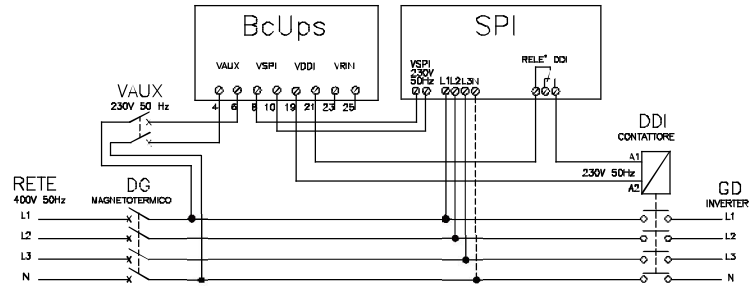 BcUps
SPI
VAUX VSPI VDDI VRIN
VSPI
230V
50Hz
L1 L2 L3 N
RELE' DDI
4 6 8 10 19 21 23 25
VAUX
230V 50 Hz
DDI
CONTATTORE
A1
230V 50Hz
A2
RETE
400V 50Hz
DG
MAGNETOTERMICO
GD
INVERTER
L1 L1
L2 L2
L3 L3
N N